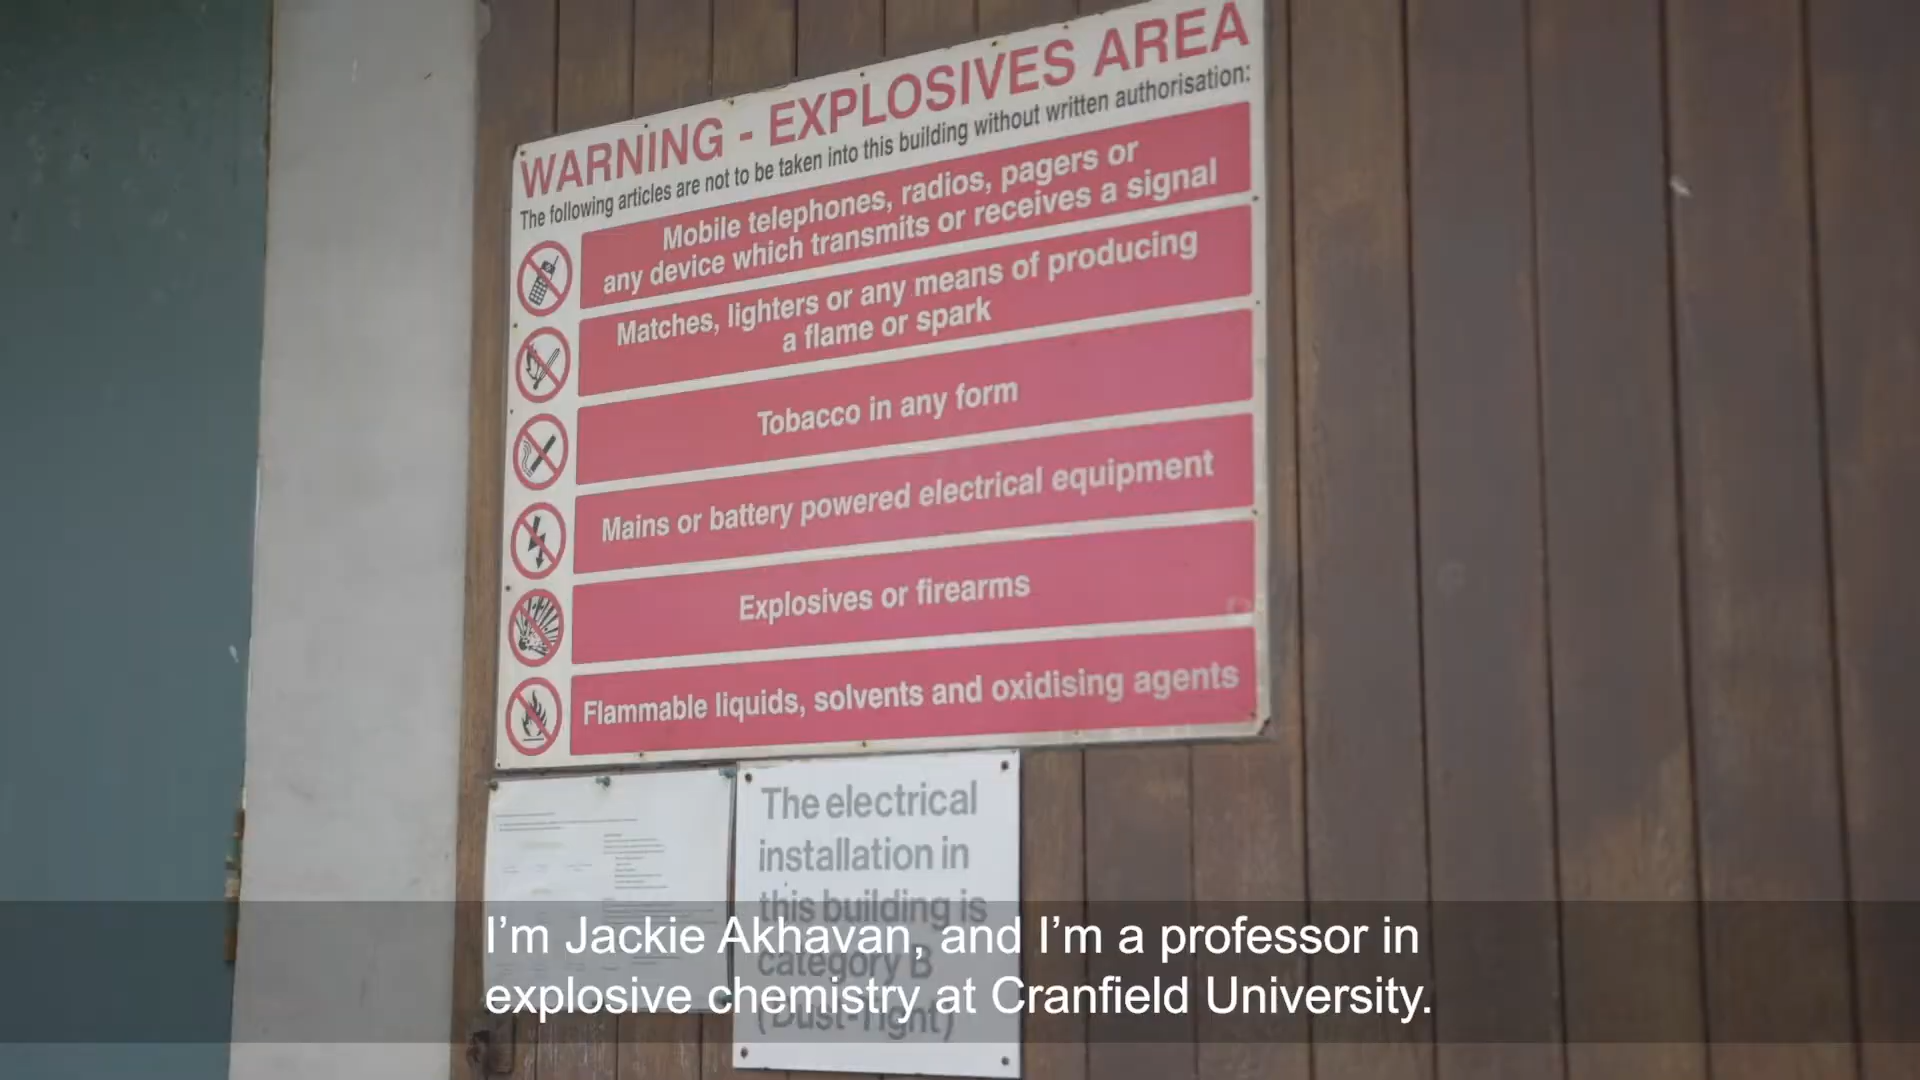 WARNING - EXPLOSIVES AREA
The following articles are not to be taken into this building without written authorisation:
Mobile telephones, radios, pagers or
any device which transmits or receives a signal
Matches, lighters or any means of producing
a flame or spark
Tobacco in any form
Mains or battery powered electrical equipment
Explosives or firearms
Flammable liquids, solvents and oxidising agents
The electrical
installation in
this building is
category B
(Dust-Tight)
I'm Jackie Akhavan, and I'm a professor in
explosive chemistry at Cranfield University.